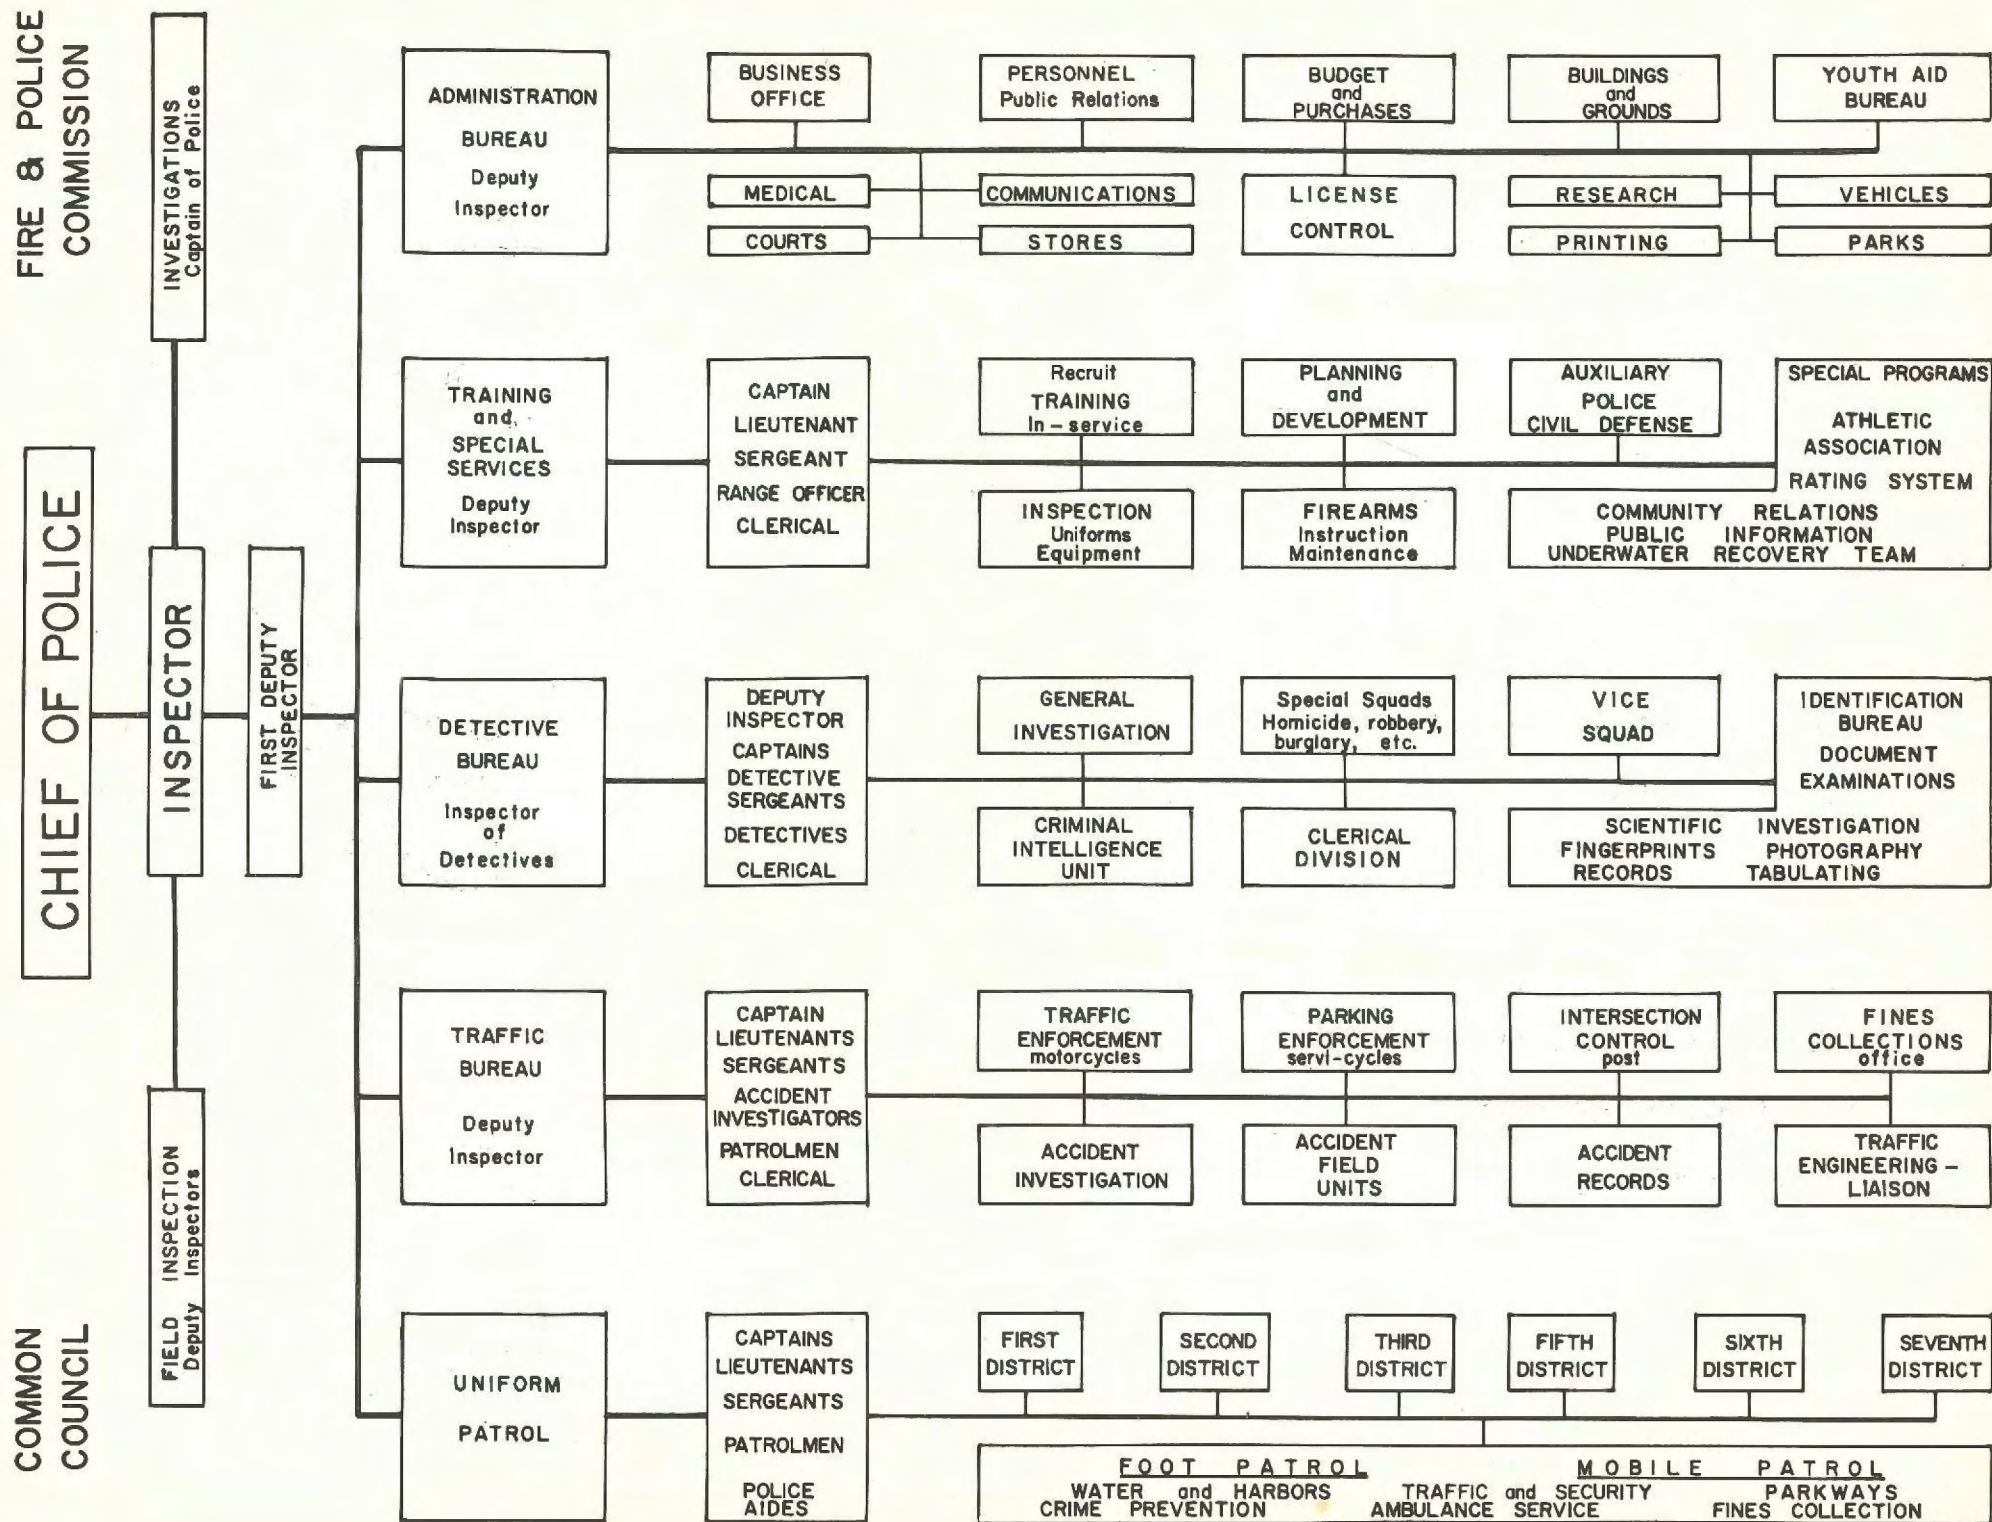 FIRE & POLICE
COMMISSION
COMMON
COUNCIL
CHIEF OF POLICE
INVESTIGATIONS
Captain of Police
INSPECTOR
FIELD INSPECTION
Deputy Inspectors
FIRST DEPUTY
INSPECTOR
ADMINISTRATION
BUREAU
Deputy
Inspector
BUSINESS
OFFICE
PERSONNEL
Public Relations
BUDGET
and
PURCHASES
BUILDINGS
and
GROUNDS
YOUTH AID
BUREAU
MEDICAL
COMMUNICATIONS
LICENSE
CONTROL
RESEARCH
VEHICLES
COURTS
STORES
PRINTING
PARKS
TRAINING
and
SPECIAL
SERVICES
Deputy
Inspector
CAPTAIN
LIEUTENANT
SERGEANT
RANGE OFFICER
CLERICAL
Recruit
TRAINING
In-service
PLANNING
and
DEVELOPMENT
AUXILIARY
POLICE
CIVIL DEFENSE
SPECIAL PROGRAMS
ATHLETIC
ASSOCIATION
RATING SYSTEM
COMMUNITY RELATIONS
PUBLIC INFORMATION
UNDERWATER RECOVERY TEAM
INSPECTION
Uniforms
Equipment
FIREARMS
Instruction
Maintenance
DETECTIVE
BUREAU
Inspector
of
Detectives
DEPUTY
INSPECTOR
CAPTAINS
DETECTIVE
SERGEANTS
DETECTIVES
CLERICAL
GENERAL
INVESTIGATION
Special Squads
Homicide, robbery,
burglary, etc.
VICE
SQUAD
IDENTIFICATION
BUREAU
DOCUMENT
EXAMINATIONS
SCIENTIFIC INVESTIGATION
FINGERPRINTS PHOTOGRAPHY
RECORDS TABULATING
CRIMINAL
INTELLIGENCE
UNIT
CLERICAL
DIVISION
TRAFFIC
BUREAU
Deputy
Inspector
CAPTAIN
LIEUTENANTS
SERGEANTS
ACCIDENT
INVESTIGATORS
PATROLMEN
CLERICAL
TRAFFIC
ENFORCEMENT
motorcycles
PARKING
ENFORCEMENT
servi-cycles
INTERSECTION
CONTROL
post
FINES
COLLECTIONS
office
ACCIDENT
INVESTIGATION
ACCIDENT
FIELD
UNITS
ACCIDENT
RECORDS
TRAFFIC
ENGINEERING -
LIAISON
UNIFORM
PATROL
CAPTAINS
LIEUTENANTS
SERGEANTS
PATROLMEN
POLICE
AIDES
FIRST
DISTRICT
SECOND
DISTRICT
THIRD
DISTRICT
FIFTH
DISTRICT
SIXTH
DISTRICT
SEVENTH
DISTRICT
FOOT PATROL MOBILE PATROL
WATER and HARBORS TRAFFIC and SECURITY PARKWAYS
CRIME PREVENTION AMBULANCE SERVICE FINES COLLECTION